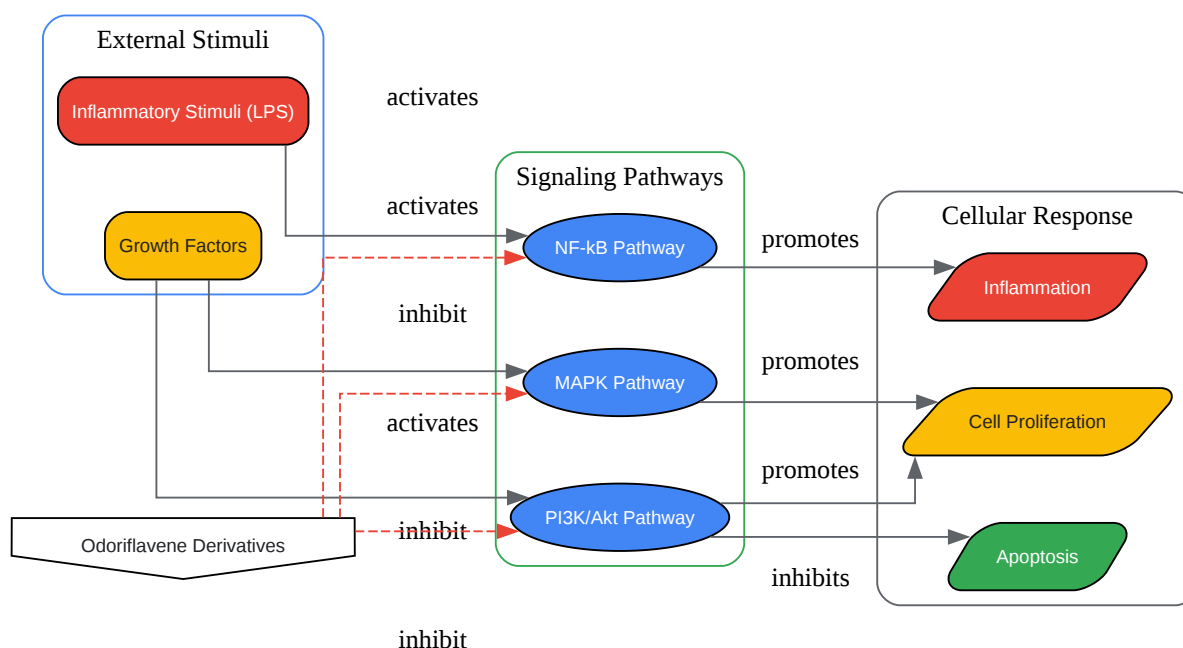 External Stimuli
Inflammatory Stimuli (LPS)
Growth Factors
Odoriflavene Derivatives
activates
activates
inhibit
activates
inhibit
inhibit
Signaling Pathways
NF-kB Pathway
MAPK Pathway
PI3K/Akt Pathway
promotes
promotes
promotes
inhibits
Cellular Response
Inflammation
Cell Proliferation
Apoptosis